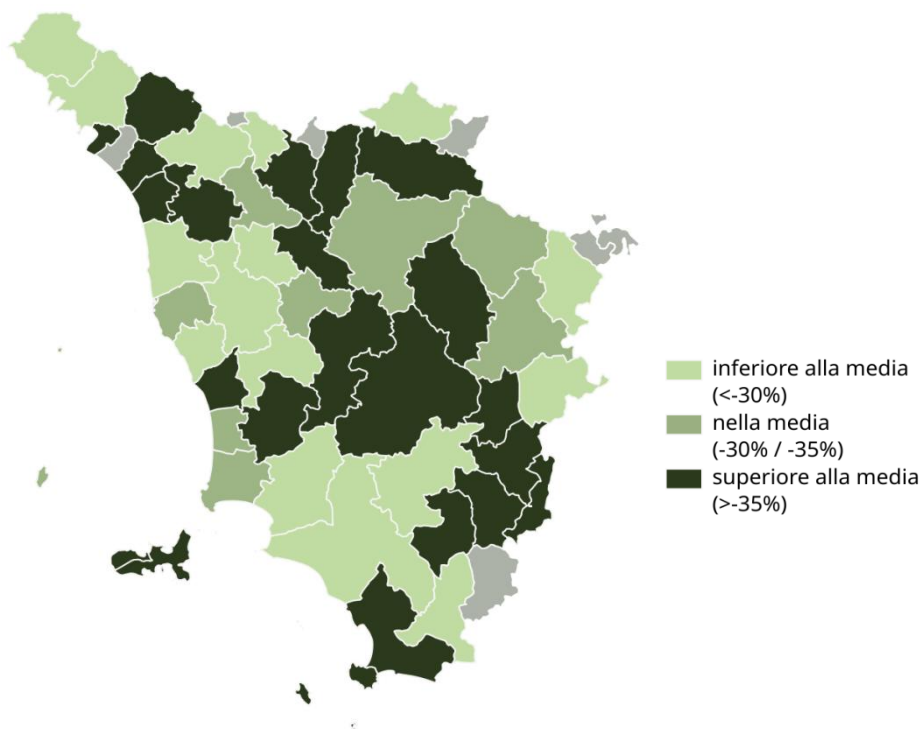 inferiore alla media
(<-30%)
nella media
(-30% / -35%)
superiore alla media
(>-35%)